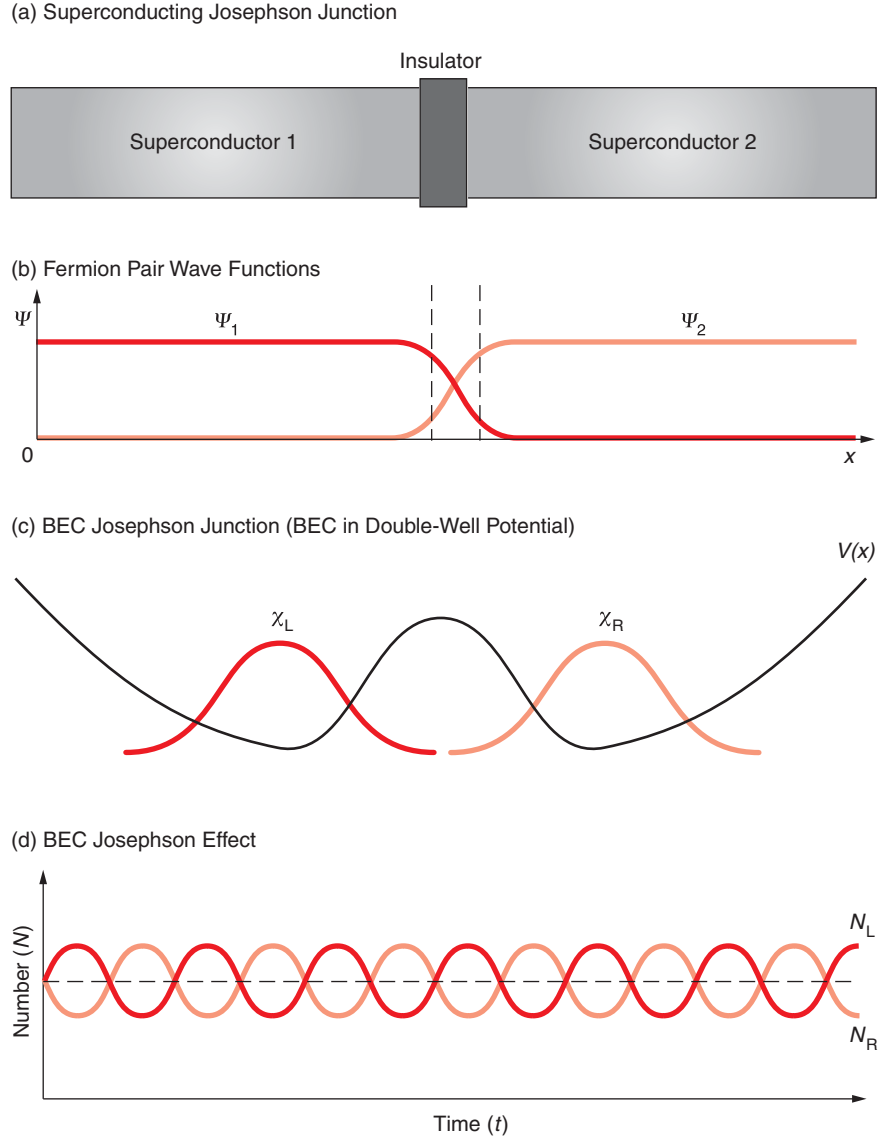 (a) Superconducting Josephson Junction
Insulator
Superconductor 1
Superconductor 2
(b) Fermion Pair Wave Functions
Ψ
Ψ1
Ψ2
0
x
(c) BEC Josephson Junction (BEC in Double-Well Potential)
V(x)
χL
χR
(d) BEC Josephson Effect
Number (N)
NL
NR
Time (t)